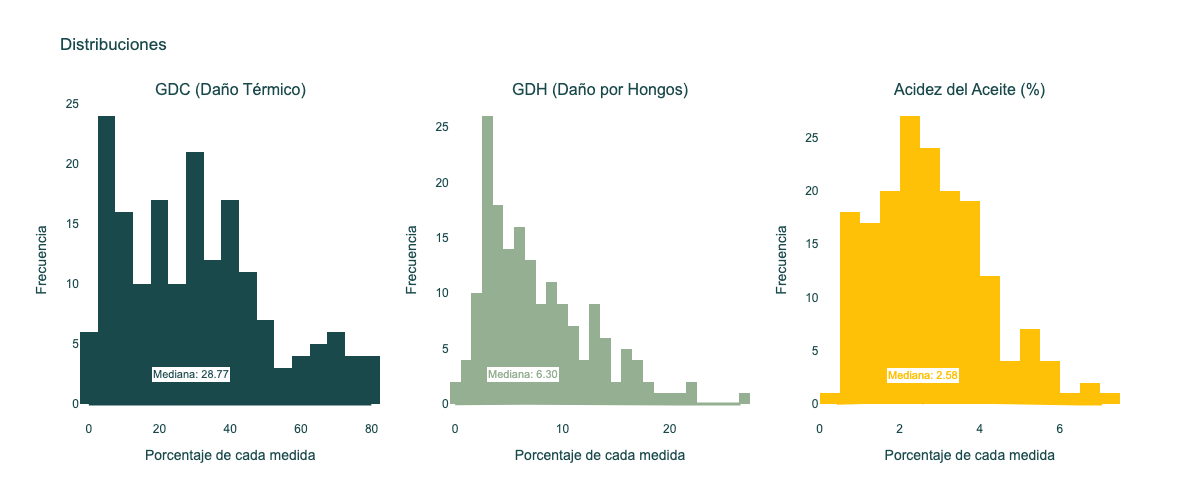 Distribuciones
GDC (Daño Térmico)
GDH (Daño por Hongos)
Acidez del Aceite (%)
25
20
15
10
5
0
Frecuencia
Mediana: 28.77
0
20
40
60
80
Porcentaje de cada medida
25
20
15
10
5
0
Frecuencia
Mediana: 6.30
0
10
20
Porcentaje de cada medida
25
20
15
10
5
0
Frecuencia
Mediana: 2.58
0
2
4
6
Porcentaje de cada medida